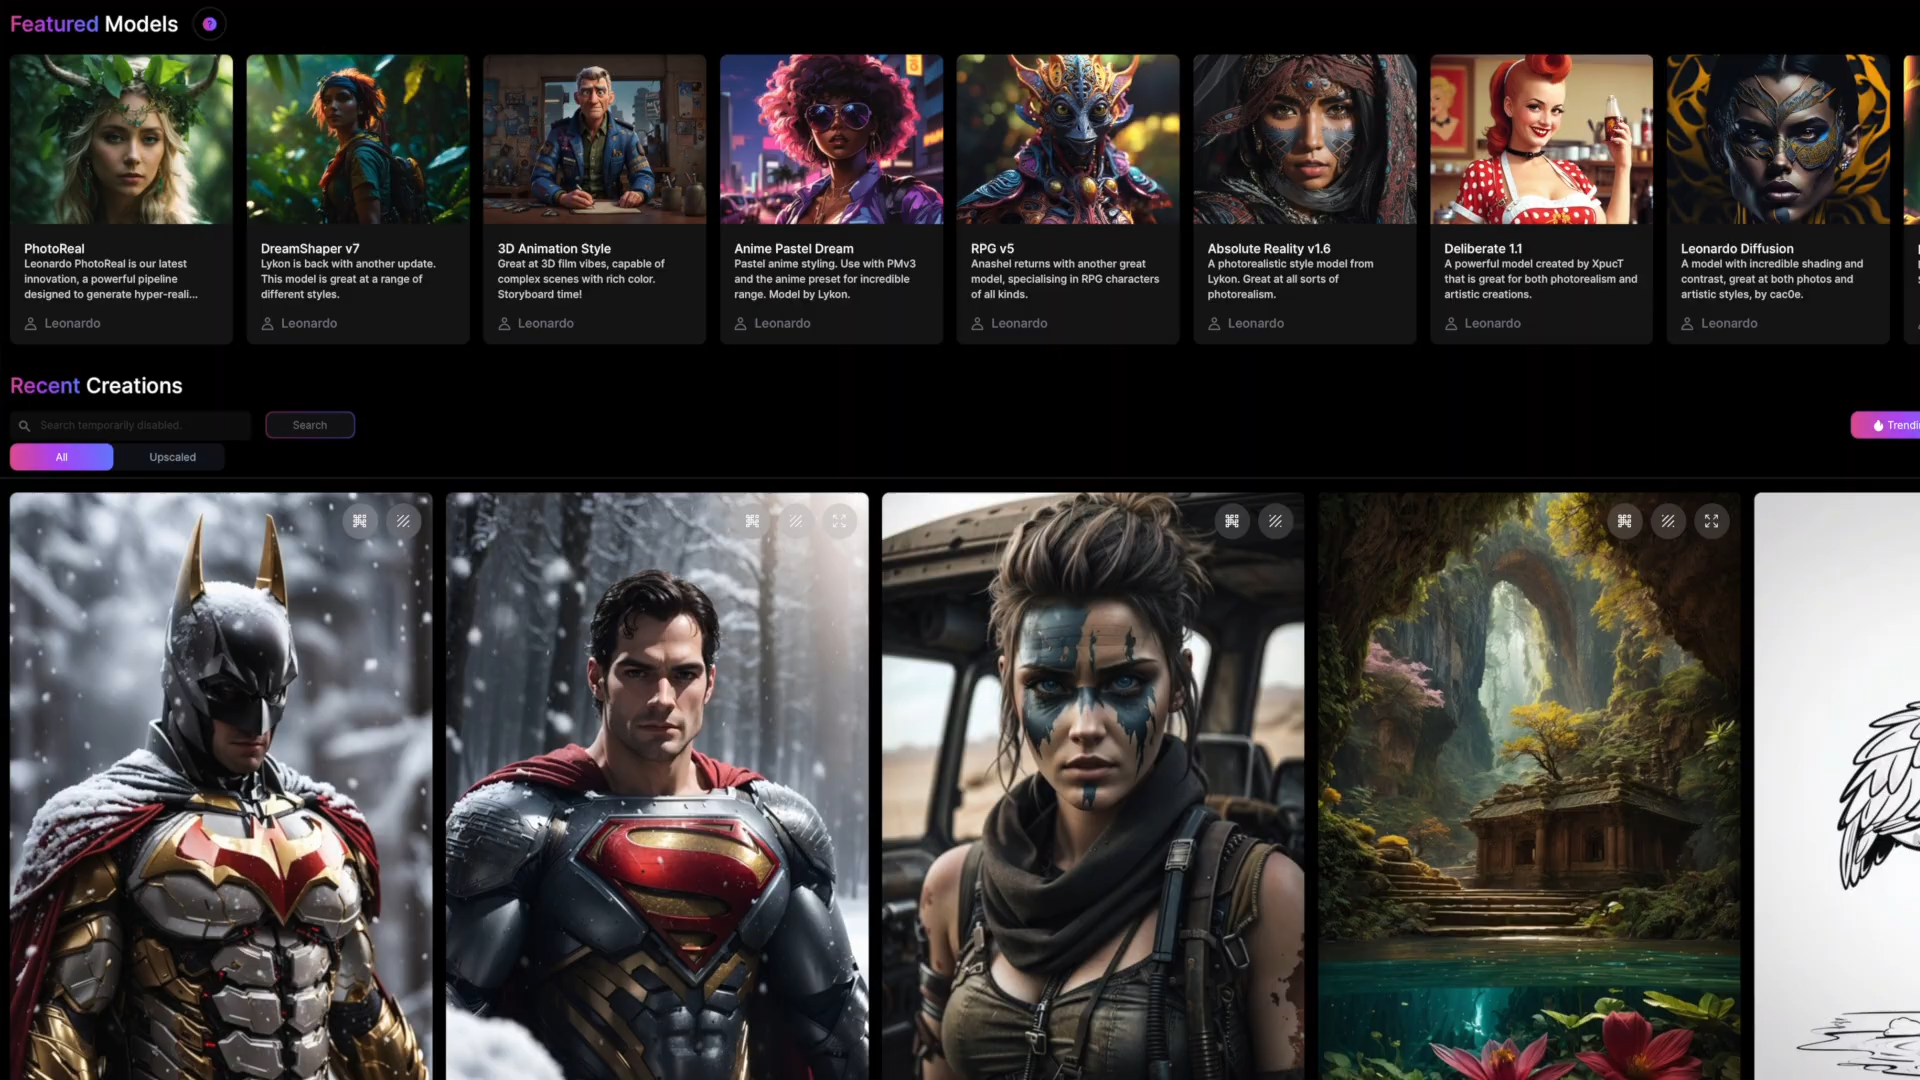 Featured Models
?
PhotoReal
Leonardo PhotoReal is our latest
innovation, a powerful pipeline
designed to generate hyper-reali...
Leonardo
DreamShaper v7
Lykon is back with another update.
This model is great at a range of
different styles.
Leonardo
3D Animation Style
Great at 3D film vibes, capable of
complex scenes with rich color.
Storyboard time!
Leonardo
Anime Pastel Dream
Pastel anime styling. Use with PMv3
and the anime preset for incredible
range. Model by Lykon.
Leonardo
RPG v5
Anashel returns with another great
model, specialising in RPG characters
of all kinds.
Leonardo
Absolute Reality v1.6
A photorealistic style model from
Lykon. Great at all sorts of
photorealism.
Leonardo
Deliberate 1.1
A powerful model created by XpucT
that is great for both photorealism and
artistic creations.
Leonardo
Leonardo Diffusion
A model with incredible shading and
contrast, great at both photos and
artistic styles, by cac0e.
Leonardo
Recent Creations
Search temporarily disabled.
Search
Trendin
All
Upscaled